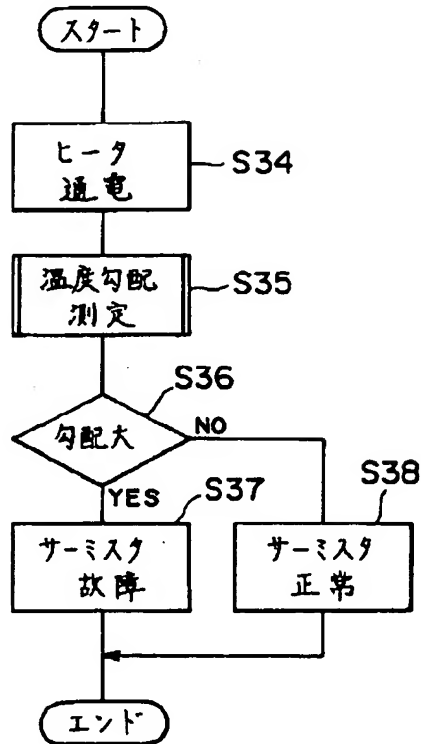 スタート
ヒータ
通電
S34
温度勾配
測定
S35
S36
勾配大
NO
YES
S37
サーミスタ
故障
S38
サーミスタ
正常
エンド